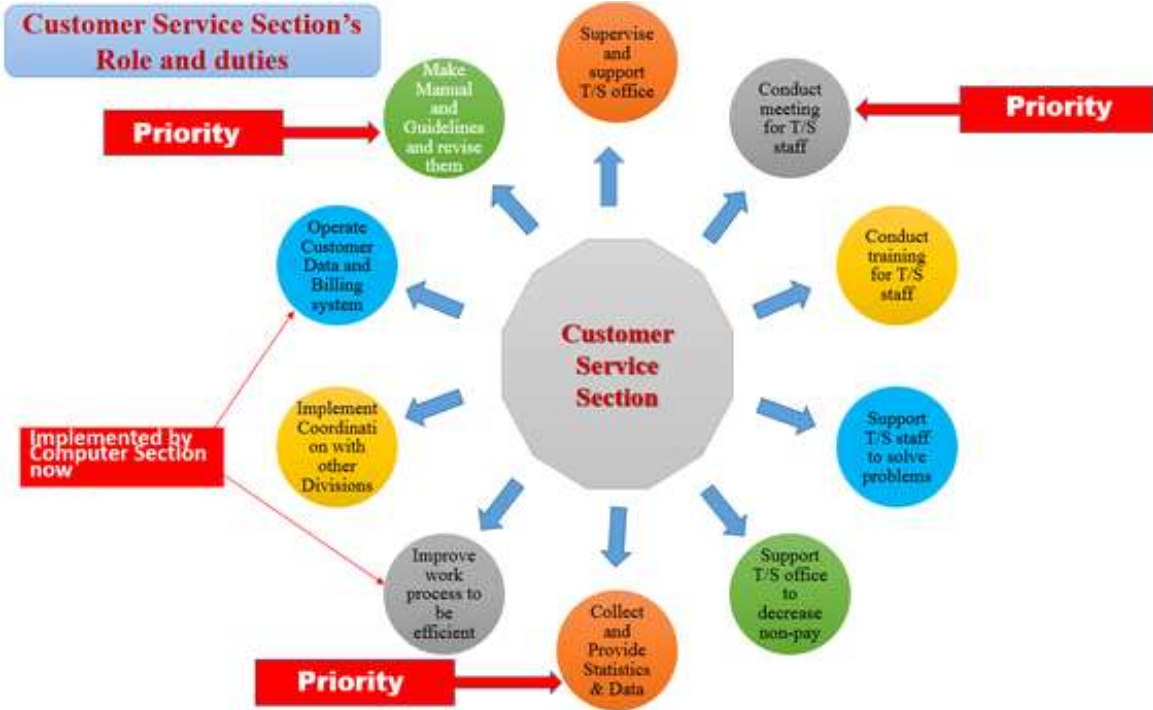 Customer Service Section's
Role and duties
Supervise
and
support
T/S office
Make
Manual
and
Guidelines
and revise
them
Conduct
meeting
for T/S
staff
Priority
Priority
Operate
Customer
Data and
Billing
system
Conduct
training
for T/S
staff
Customer
Service
Section
Implement
Coordinati
on with
other
Divisions
Implemented by
Computer Section
now
Support
T/S staff
to solve
problems
Improve
work
process to
be
efficient
Support
T/S office
to
decrease
non-pay
Collect
and
Provide
Statistics
& Data
Priority